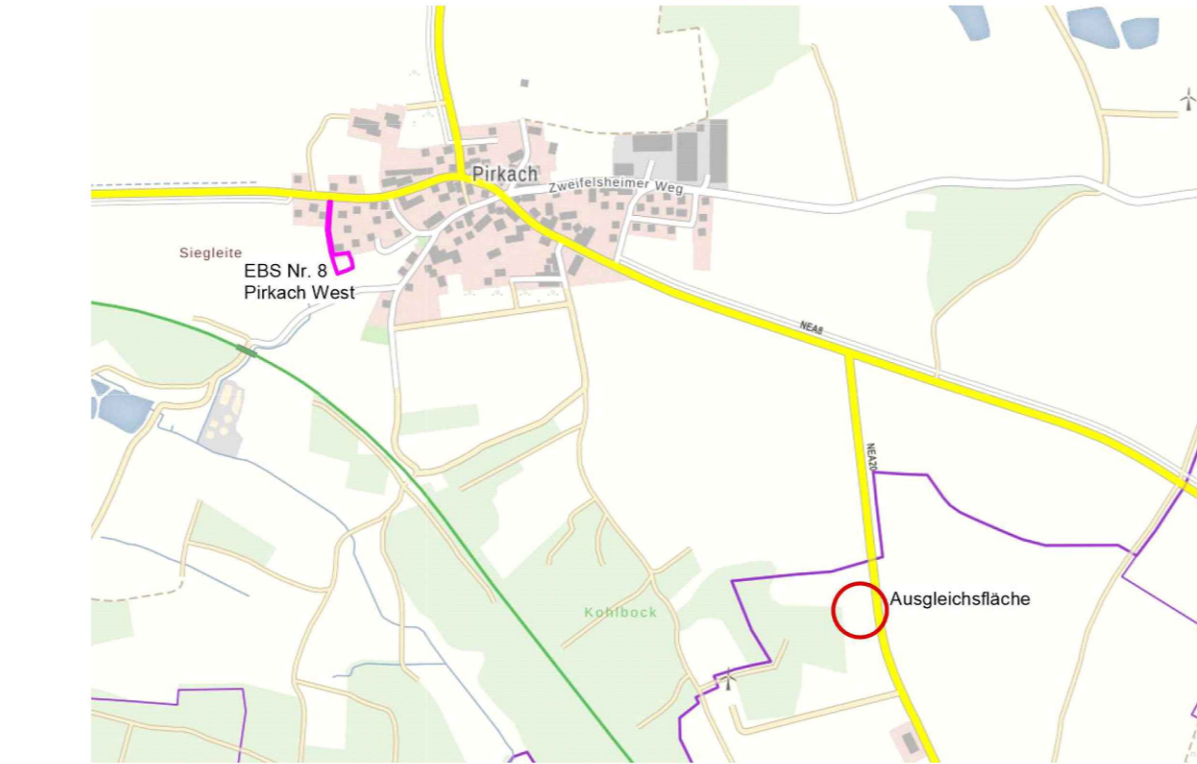 Pirkach
Zweifelsheimer Weg
Siegleite
EBS Nr. 8
Pirkach West
NEA8
NEA20
Ausgleichsfläche
Kohlbock